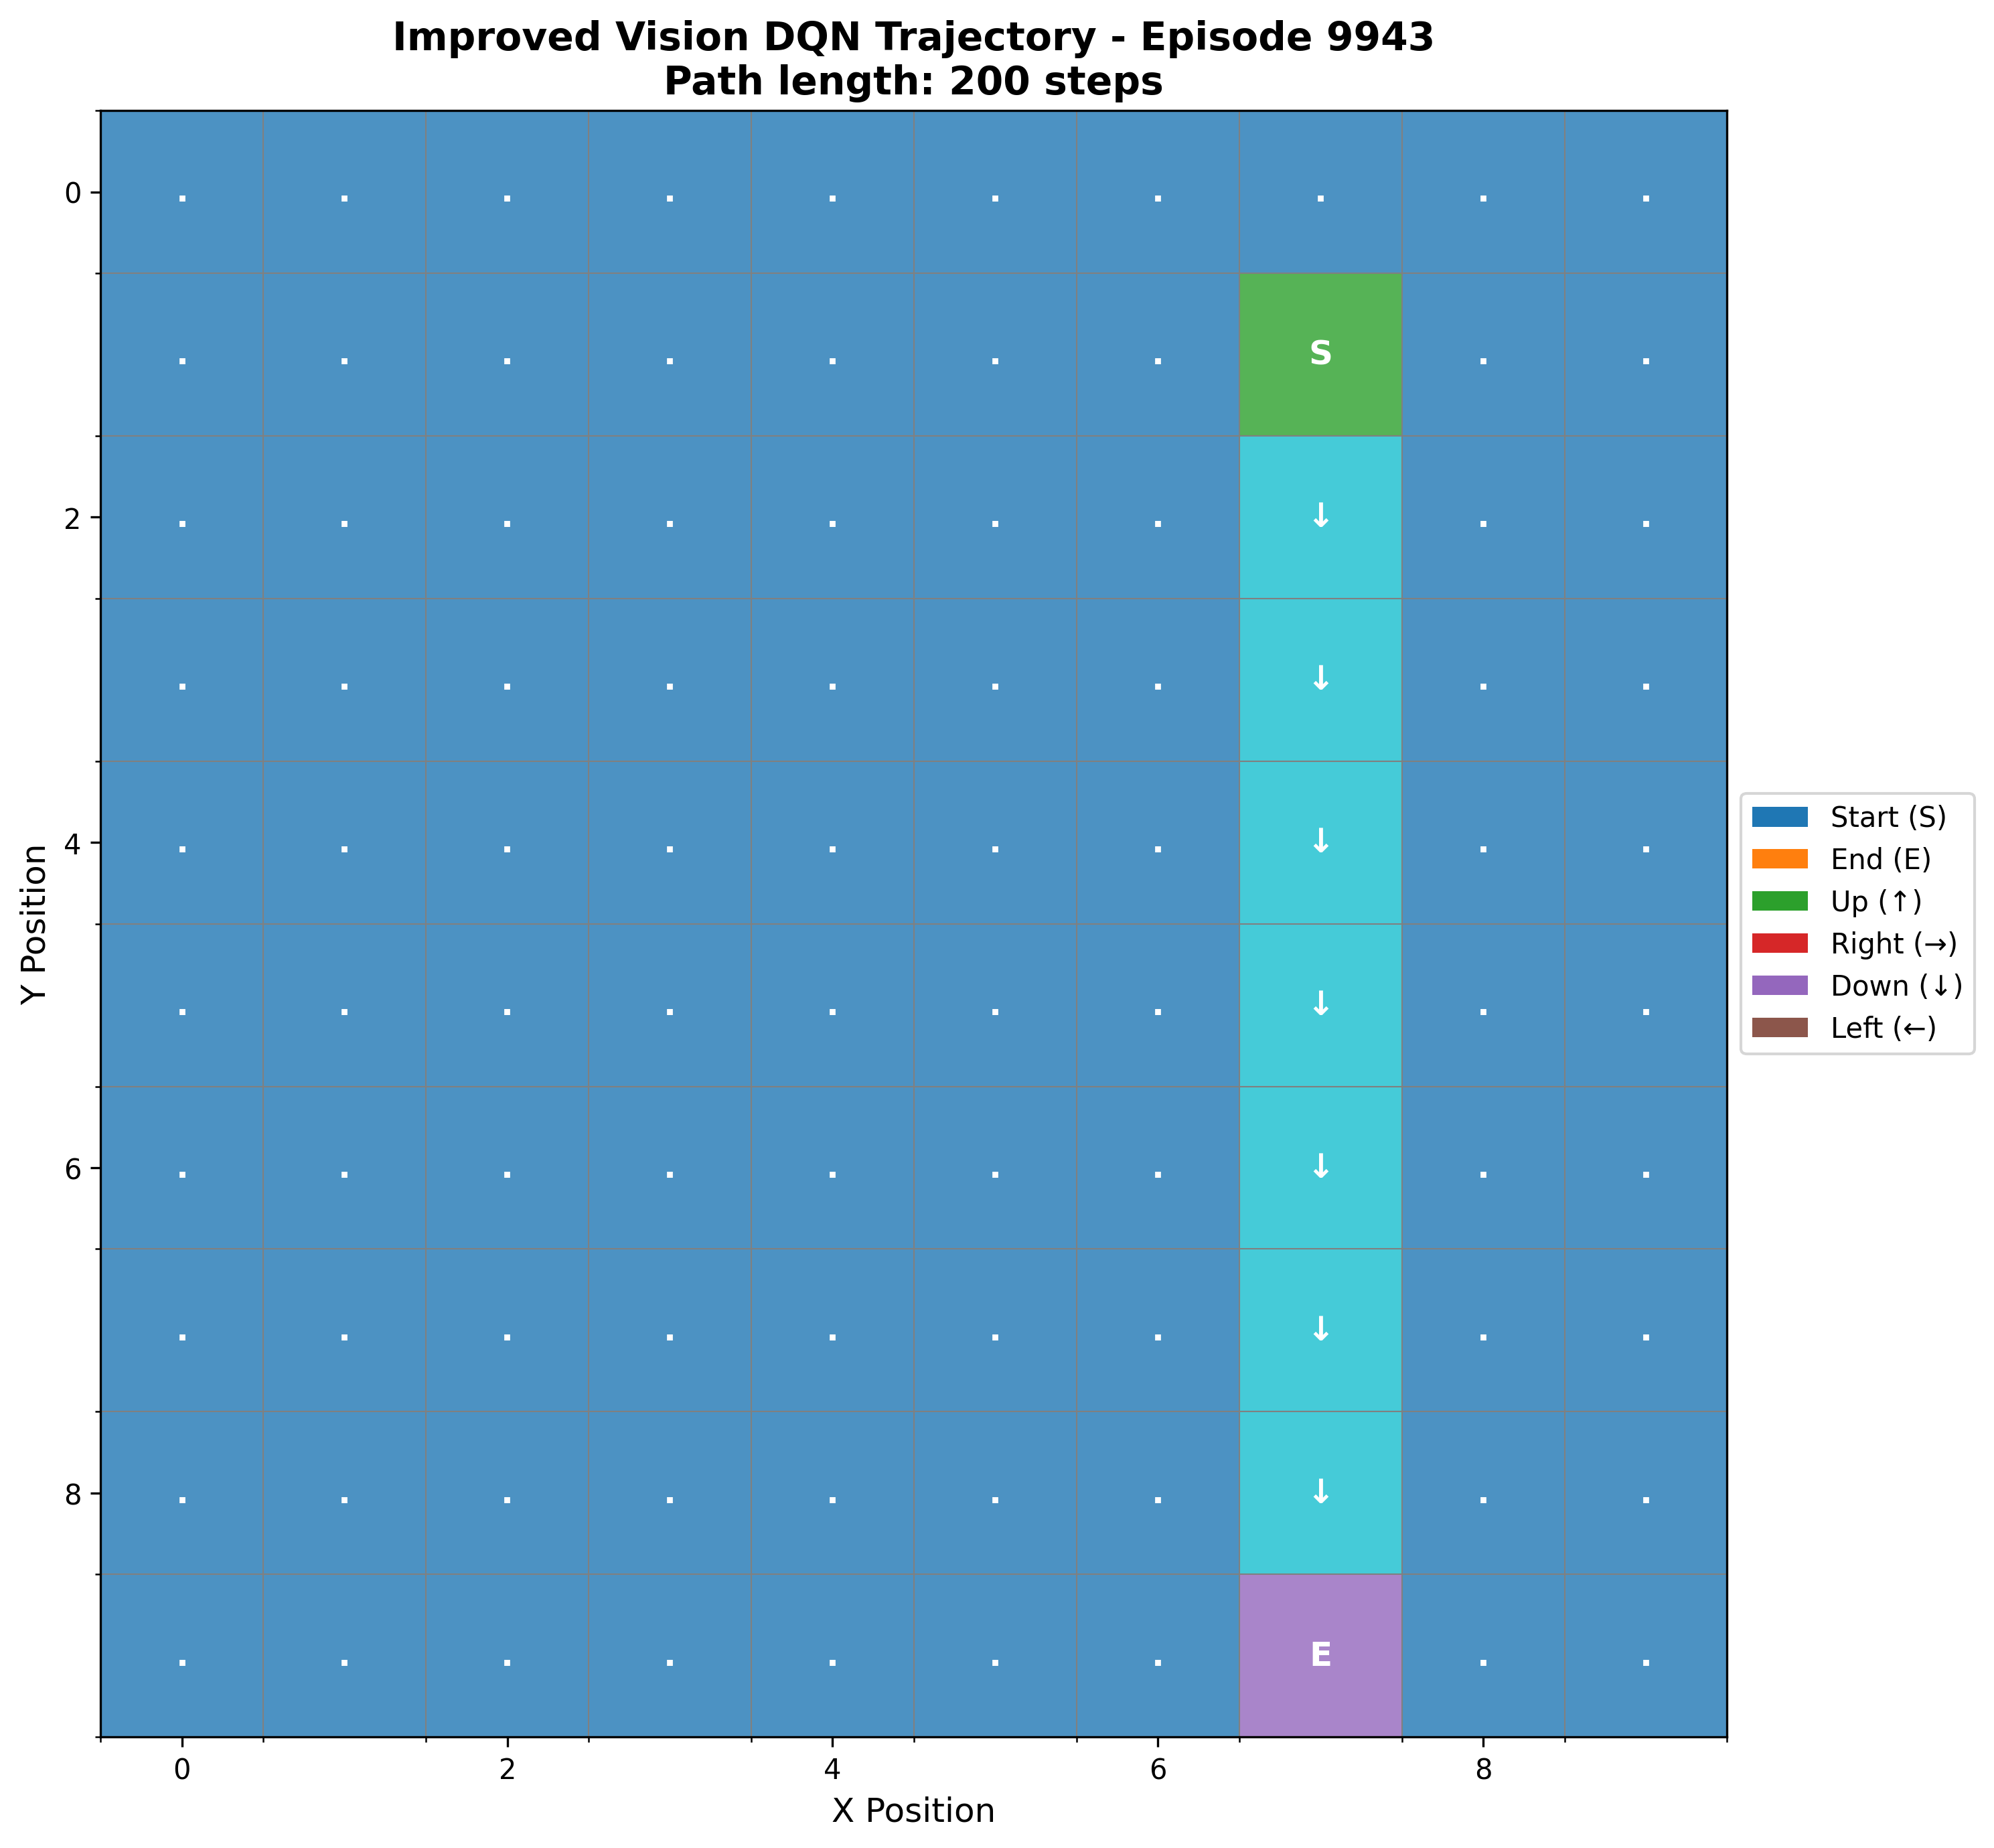 Improved Vision DQN Trajectory - Episode 9943
Path length: 200 steps
0
S
2
↓
↓
4
↓
↓
6
↓
↓
8
↓
E
0 2 4 6 8
X Position
Y Position
Start (S)
End (E)
Up (↑)
Right (→)
Down (↓)
Left (←)